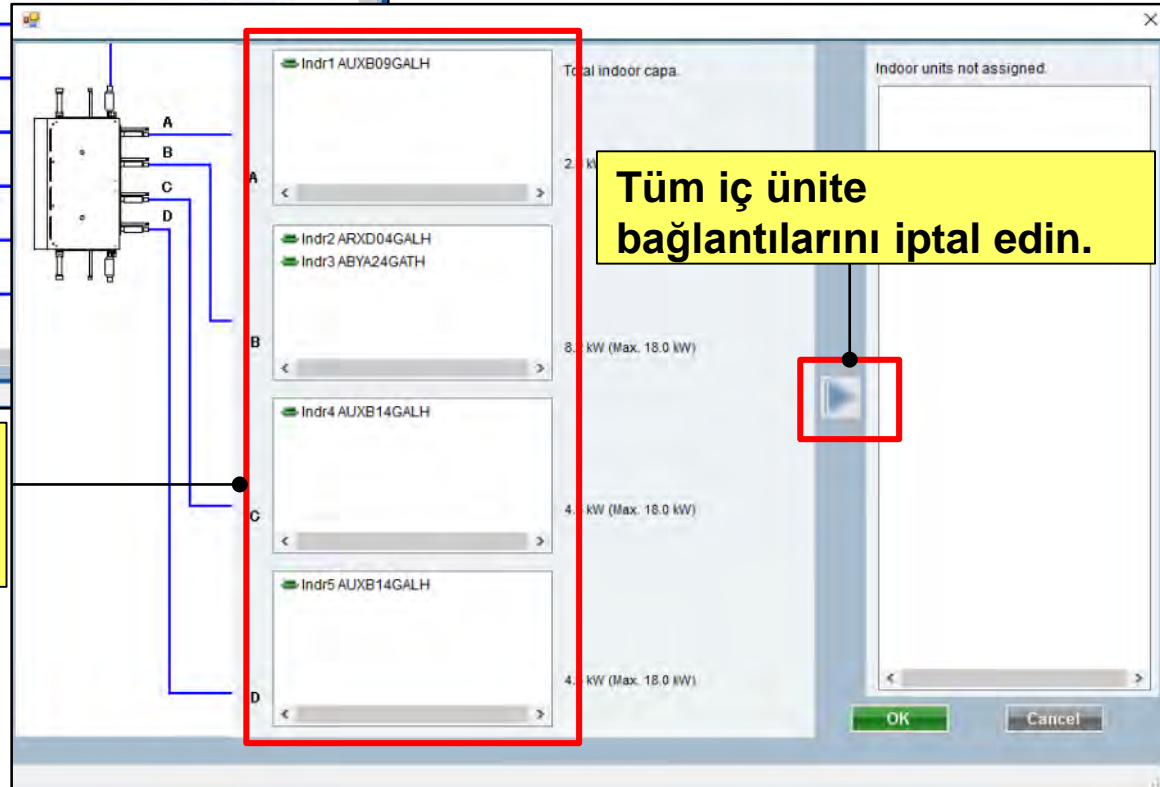 Indr1 AUXB09GALH
Total indoor capa.
Indoor units not assigned.
A
B
C
D
A
Tüm iç ünite
bağlantılarını iptal edin.
Indr2 ARXD04GALH
Indr3 ABYA24GATH
B
kW (Max. 18.0 kW)
Indr4 AUXB14GALH
C
kW (Max. 18.0 kW)
Indr5 AUXB14GALH
D
kW (Max. 18.0 kW)
OK
Cancel